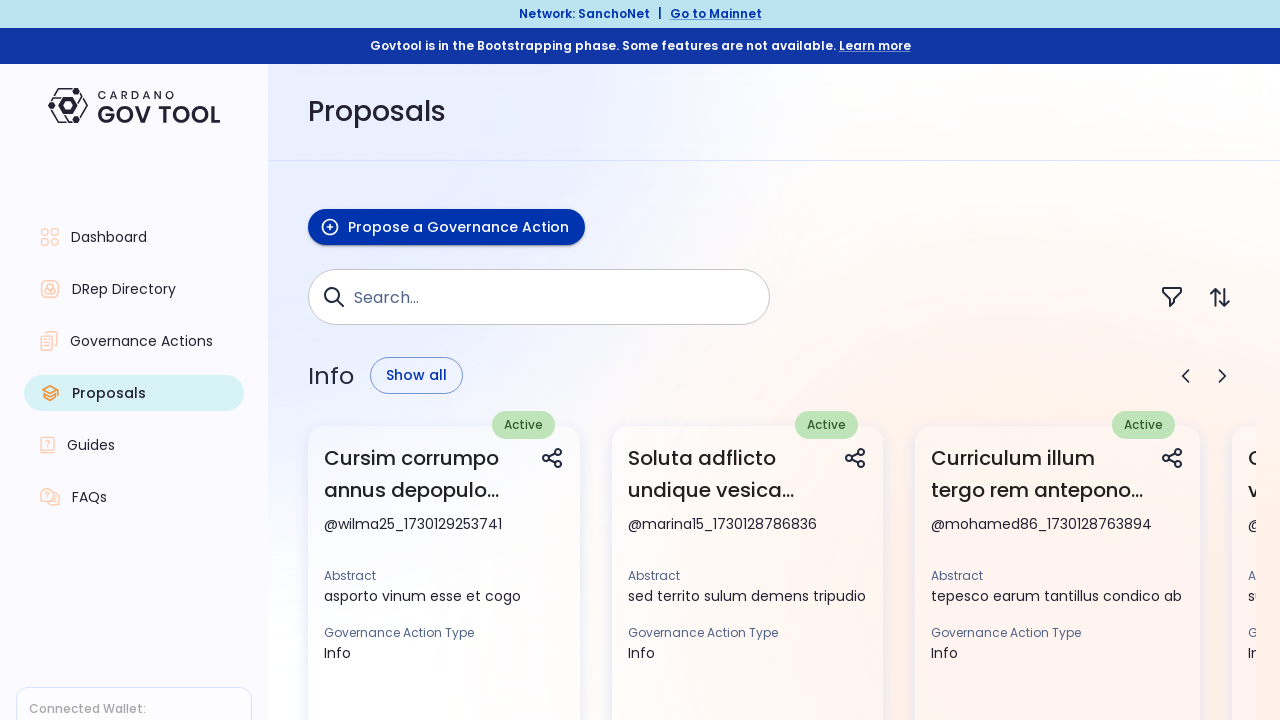 Network: SanchoNet | Go to Mainnet
Govtool is in the Bootstrapping phase. Some features are not available. Learn more
CARDANO
GOV TOOL
Proposals
Dashboard
DRep Directory
Governance Actions
Proposals
Guides
FAQs
Connected Wallet:
Propose a Governance Action
Search...
Info
Show all
Active
Cursim corrumpo
annus depopulo...
@wilma25_1730129253741
Abstract
asporto vinum esse et cogo
Governance Action Type
Info
Active
Soluta adflicto
undique vesica...
@marina15_1730128786836
Abstract
sed territo sulum demens tripudio
Governance Action Type
Info
Active
Curriculum illum
tergo rem antepono...
@mohamed86_1730128763894
Abstract
tepesco earum tantillus condico ab
Governance Action Type
Info